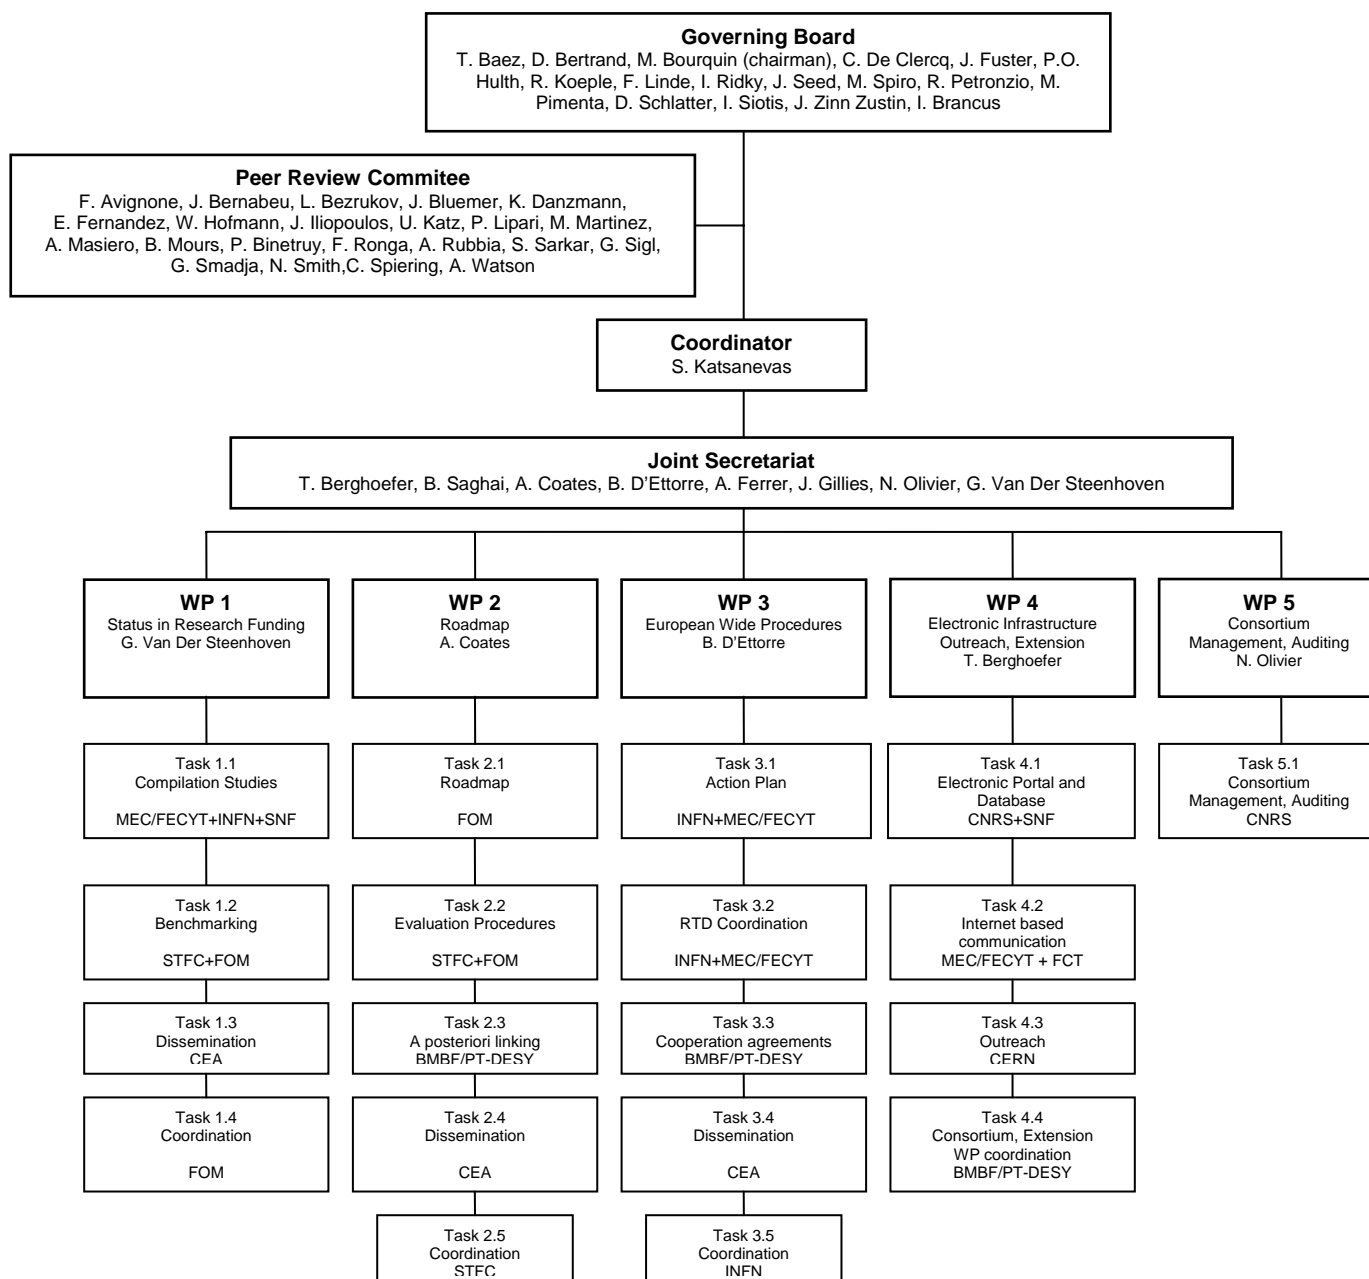 Governing Board
T. Baez, D. Bertrand, M. Bourquin (chairman), C. De Clercq, J. Fuster, P.O.
Hulth, R. Koeple, F. Linde, I. Ridky, J. Seed, M. Spiro, R. Petronzio, M.
Pimenta, D. Schlatter, I. Siotis, J. Zinn Zustin, I. Brancus
Peer Review Commitee
F. Avignone, J. Bernabeu, L. Bezrukov, J. Bluemer, K. Danzmann,
E. Fernandez, W. Hofmann, J. Iliopoulos, U. Katz, P. Lipari, M. Martinez,
A. Masiero, B. Mours, P. Binetruy, F. Ronga, A. Rubbia, S. Sarkar, G. Sigl,
G. Smadja, N. Smith,C. Spiering, A. Watson
Coordinator
S. Katsanevas
Joint Secretariat
T. Berghoefer, B. Saghai, A. Coates, B. D'Ettorre, A. Ferrer, J. Gillies, N. Olivier, G. Van Der Steenhoven
WP 1
Status in Research Funding
G. Van Der Steenhoven
WP 2
Roadmap
A. Coates
WP 3
European Wide Procedures
B. D'Ettorre
WP 4
Electronic Infrastructure
Outreach, Extension
T. Berghoefer
WP 5
Consortium
Management, Auditing
N. Olivier
Task 1.1
Compilation Studies
MEC/FECYT+INFN+SNF
Task 2.1
Roadmap
FOM
Task 3.1
Action Plan
INFN+MEC/FECYT
Task 4.1
Electronic Portal and
Database
CNRS+SNF
Task 5.1
Consortium
Management, Auditing
CNRS
Task 1.2
Benchmarking
STFC+FOM
Task 2.2
Evaluation Procedures
STFC+FOM
Task 3.2
RTD Coordination
INFN+MEC/FECYT
Task 4.2
Internet based
communication
MEC/FECYT + FCT
Task 1.3
Dissemination
CEA
Task 2.3
A posteriori linking
BMBF/PT-DESY
Task 3.3
Cooperation agreements
BMBF/PT-DESY
Task 4.3
Outreach
CERN
Task 1.4
Coordination
FOM
Task 2.4
Dissemination
CEA
Task 3.4
Dissemination
CEA
Task 4.4
Consortium, Extension
WP coordination
BMBF/PT-DESY
Task 2.5
Coordination
STFC
Task 3.5
Coordination
INFN